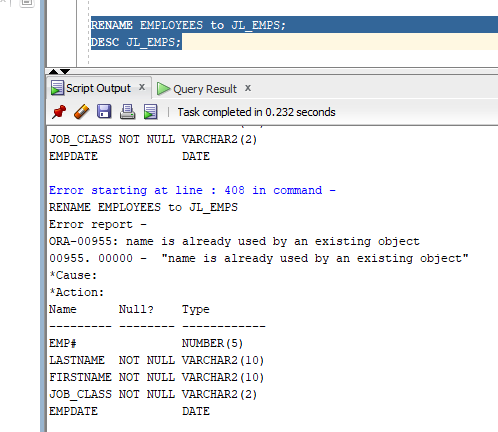 RENAME EMPLOYEES to JL_EMPS;
DESC JL_EMPS;
Script Output x Query Result x
Task completed in 0.232 seconds
JOB_CLASS NOT NULL VARCHAR2(2)
EMPDATE DATE
Error starting at line : 408 in command -
RENAME EMPLOYEES to JL_EMPS
Error report -
ORA-00955: name is already used by an existing object
00955. 00000 - "name is already used by an existing object"
*Cause:
*Action:
Name Null? Type
--------- -------- ------------
EMP# NUMBER(5)
LASTNAME NOT NULL VARCHAR2(10)
FIRSTNAME NOT NULL VARCHAR2(10)
JOB_CLASS NOT NULL VARCHAR2(2)
EMPDATE DATE